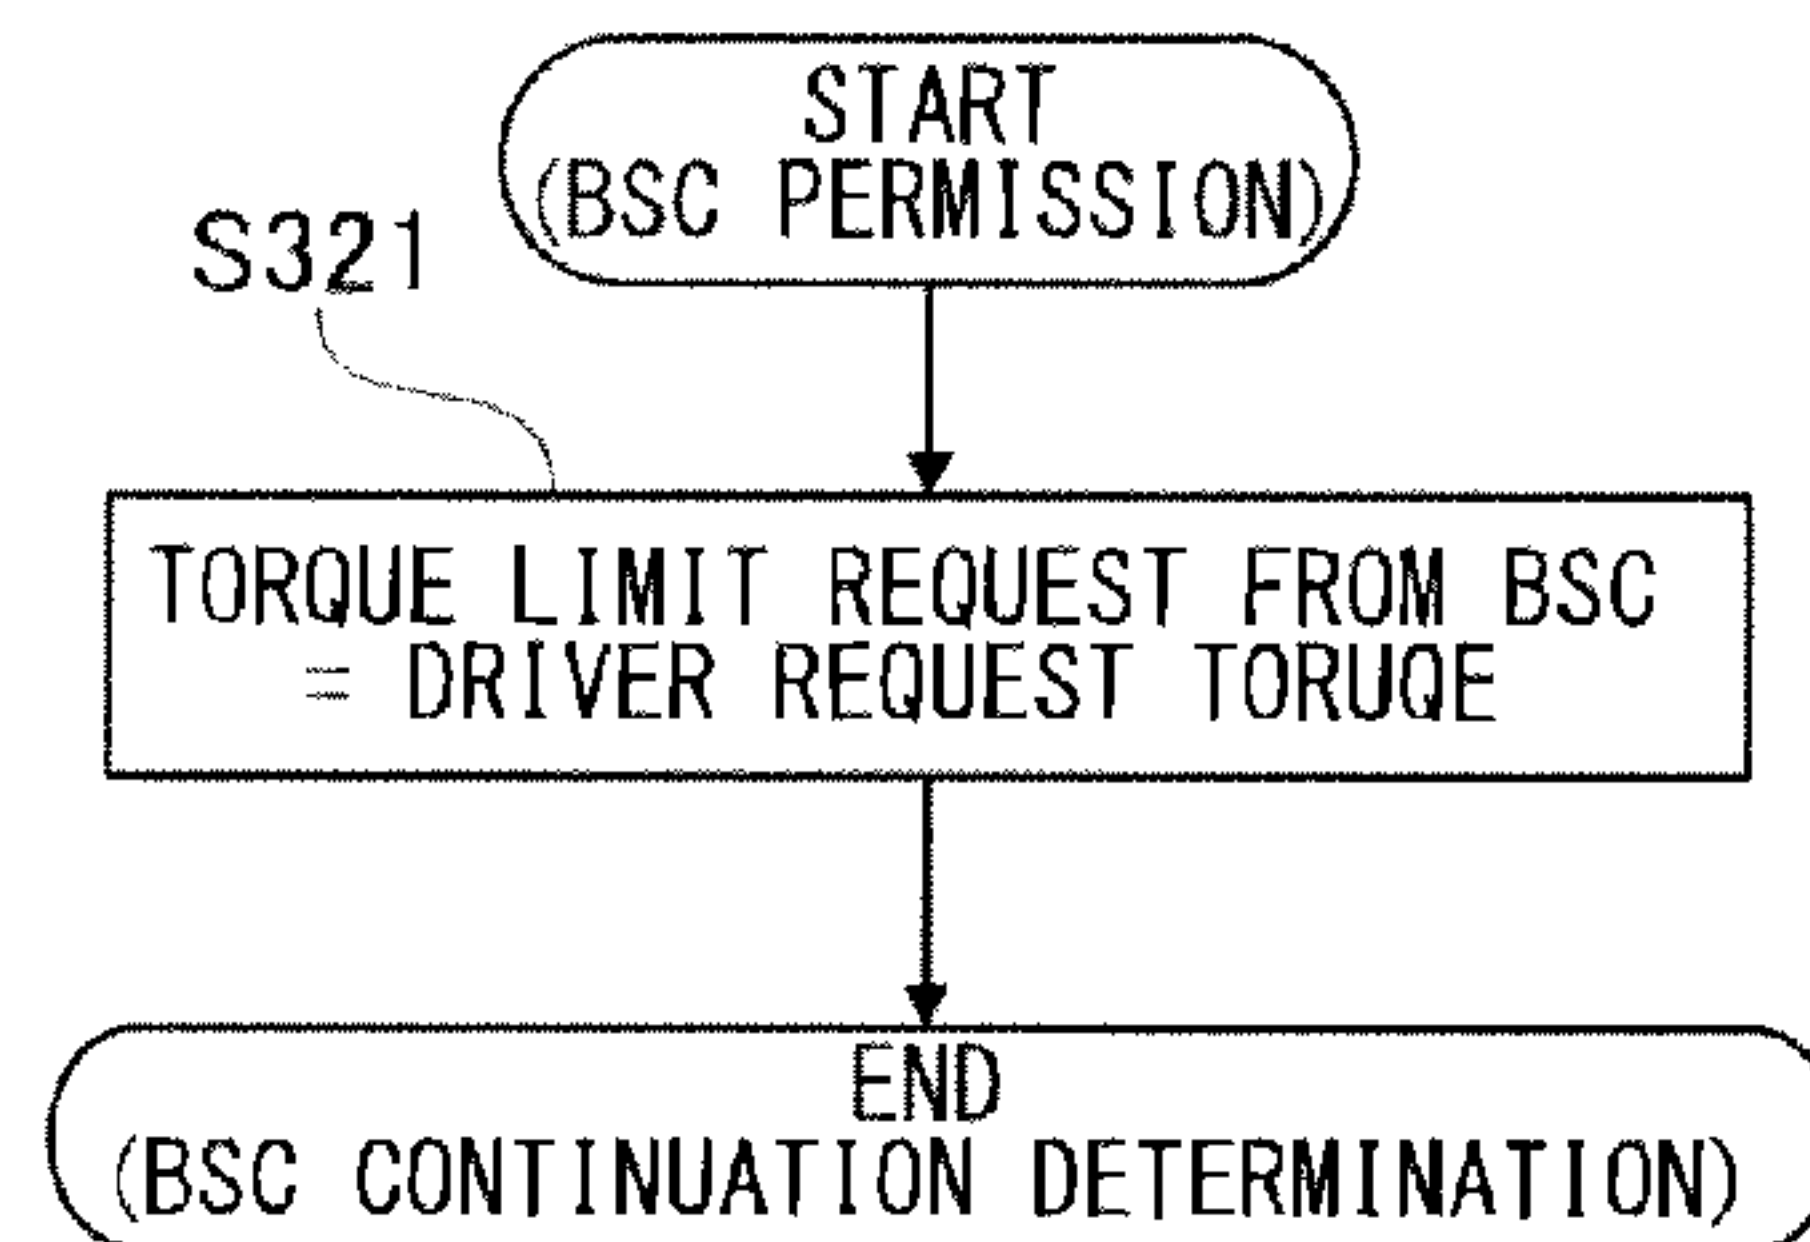 START
(BSC PERMISSION)
S321
TORQUE LIMIT REQUEST FROM BSC
= DRIVER REQUEST TORUQE
END
(BSC CONTINUATION DETERMINATION)